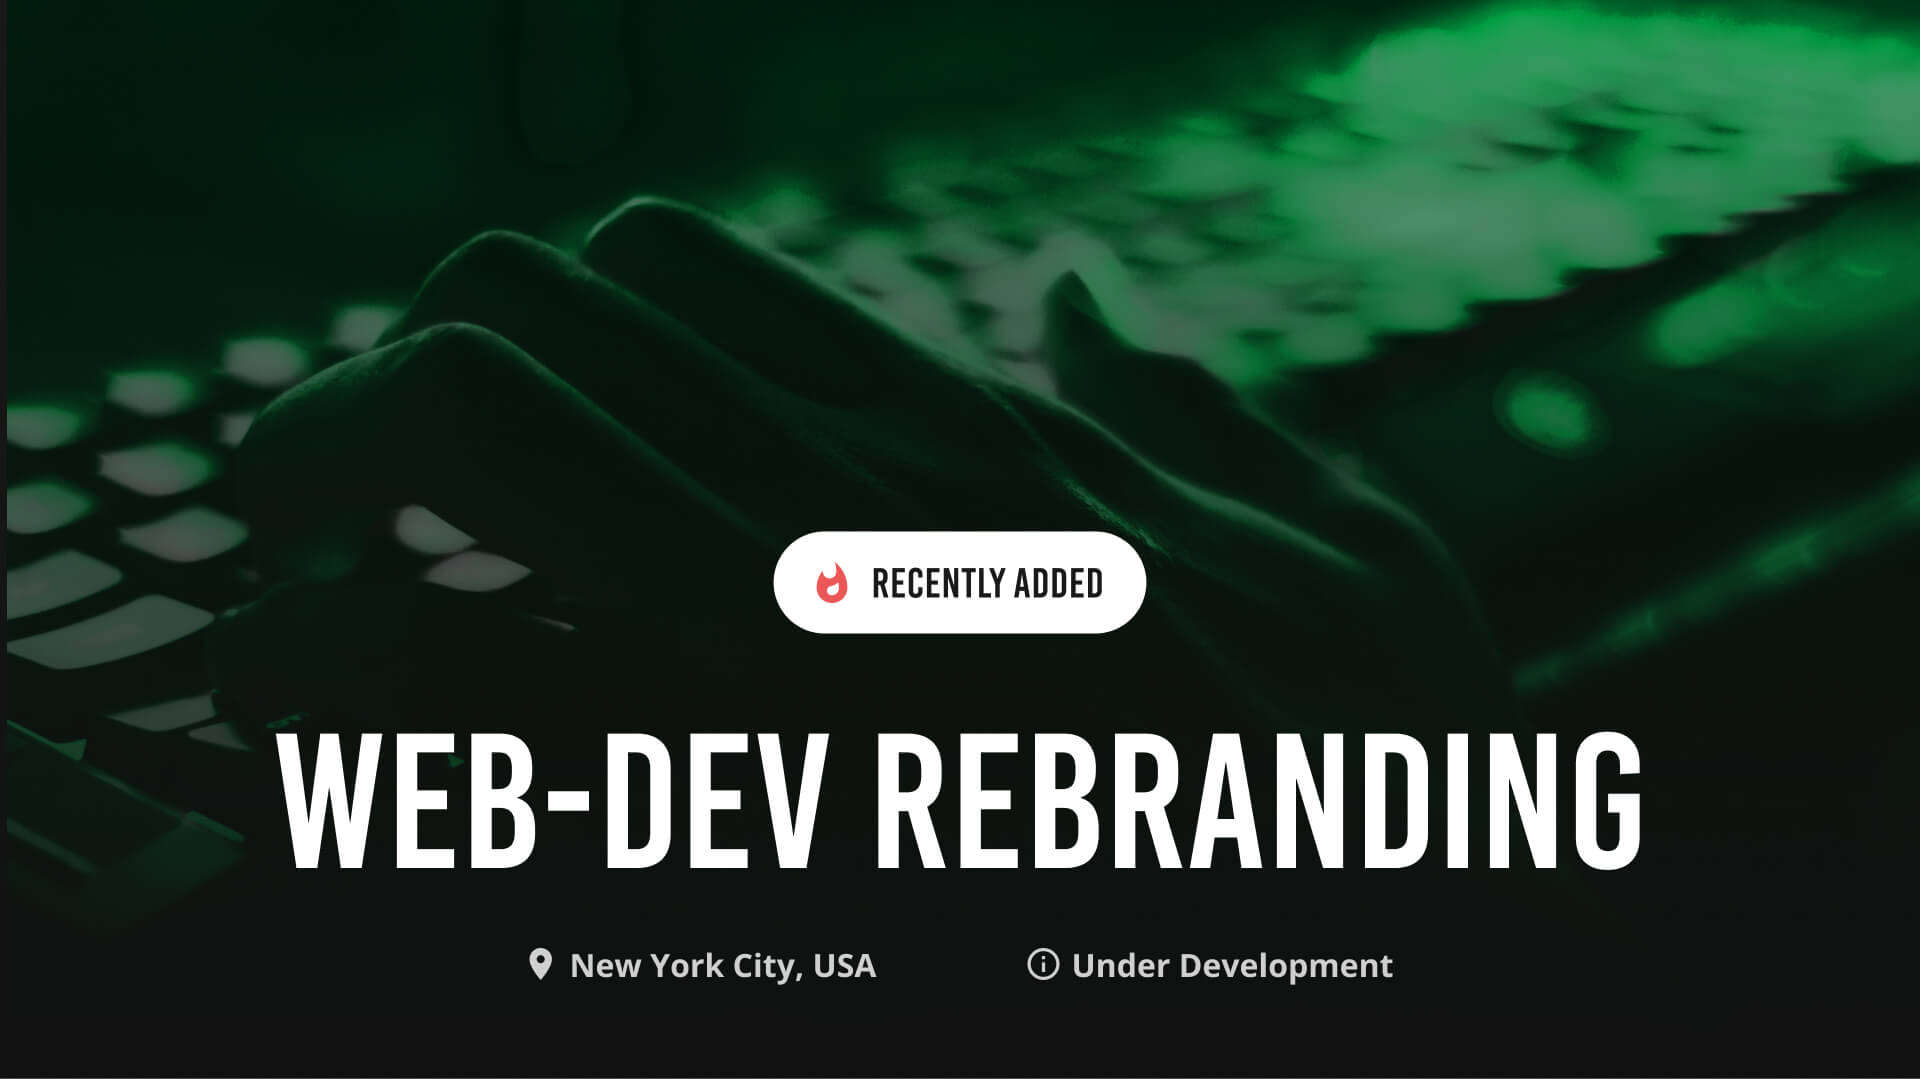 RECENTLY ADDED
WEB-DEV REBRANDING
New York City, USA
Under Development